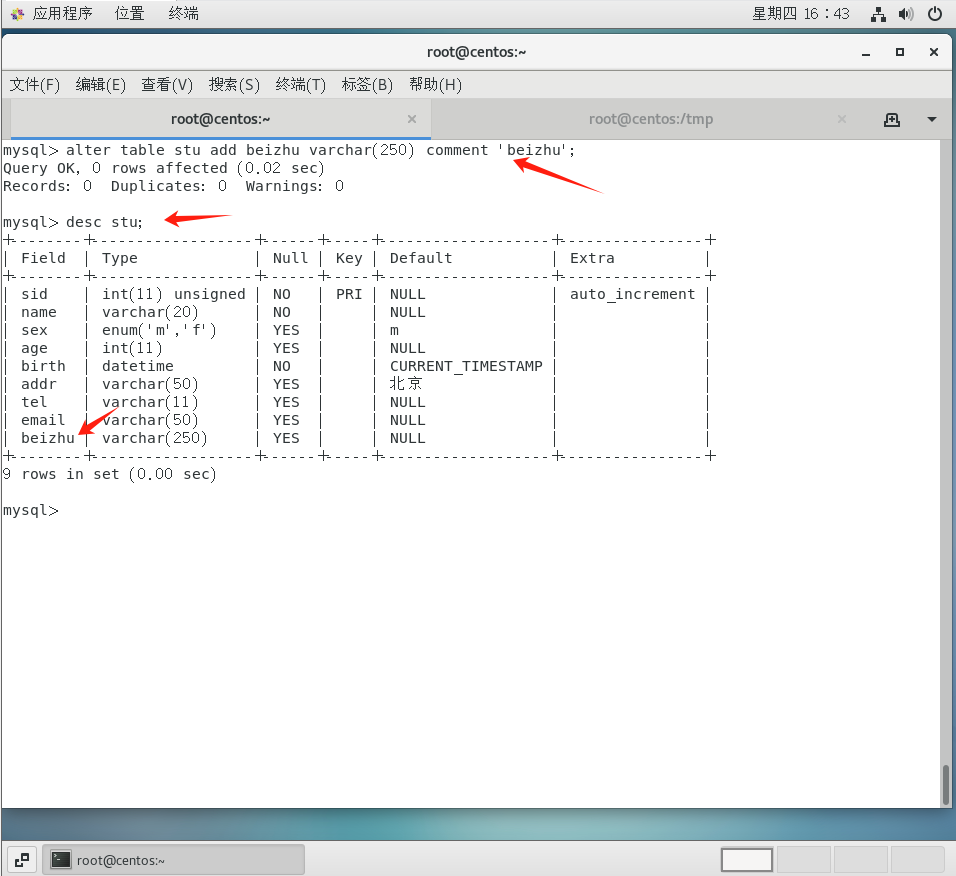 应用程序 位置 终端 星期四 16：43
root@centos:~
文件(F) 编辑(E) 查看(V) 搜索(S) 终端(T) 标签(B) 帮助(H)
root@centos:~ × root@centos:/tmp ×
mysql> alter table stu add beizhu varchar(250) comment 'beizhu';
Query OK, 0 rows affected (0.02 sec)
Records: 0  Duplicates: 0  Warnings: 0
mysql> desc stu;
+--------+------------------+------+-----+-------------------+----------------+
| Field  | Type             | Null | Key | Default           | Extra          |
+--------+------------------+------+-----+-------------------+----------------+
| sid    | int(11) unsigned | NO   | PRI | NULL              | auto_increment |
| name   | varchar(20)      | NO   |     | NULL              |                |
| sex    | enum('m','f')    | YES  |     | m                 |                |
| age    | int(11)          | YES  |     | NULL              |                |
| birth  | datetime         | NO   |     | CURRENT_TIMESTAMP |                |
| addr   | varchar(50)      | YES  |     | 北京              |                |
| tel    | varchar(11)      | YES  |     | NULL              |                |
| email  | varchar(50)      | YES  |     | NULL              |                |
| beizhu | varchar(250)     | YES  |     | NULL              |                |
+--------+------------------+------+-----+-------------------+----------------+
9 rows in set (0.00 sec)
mysql>
root@centos:~